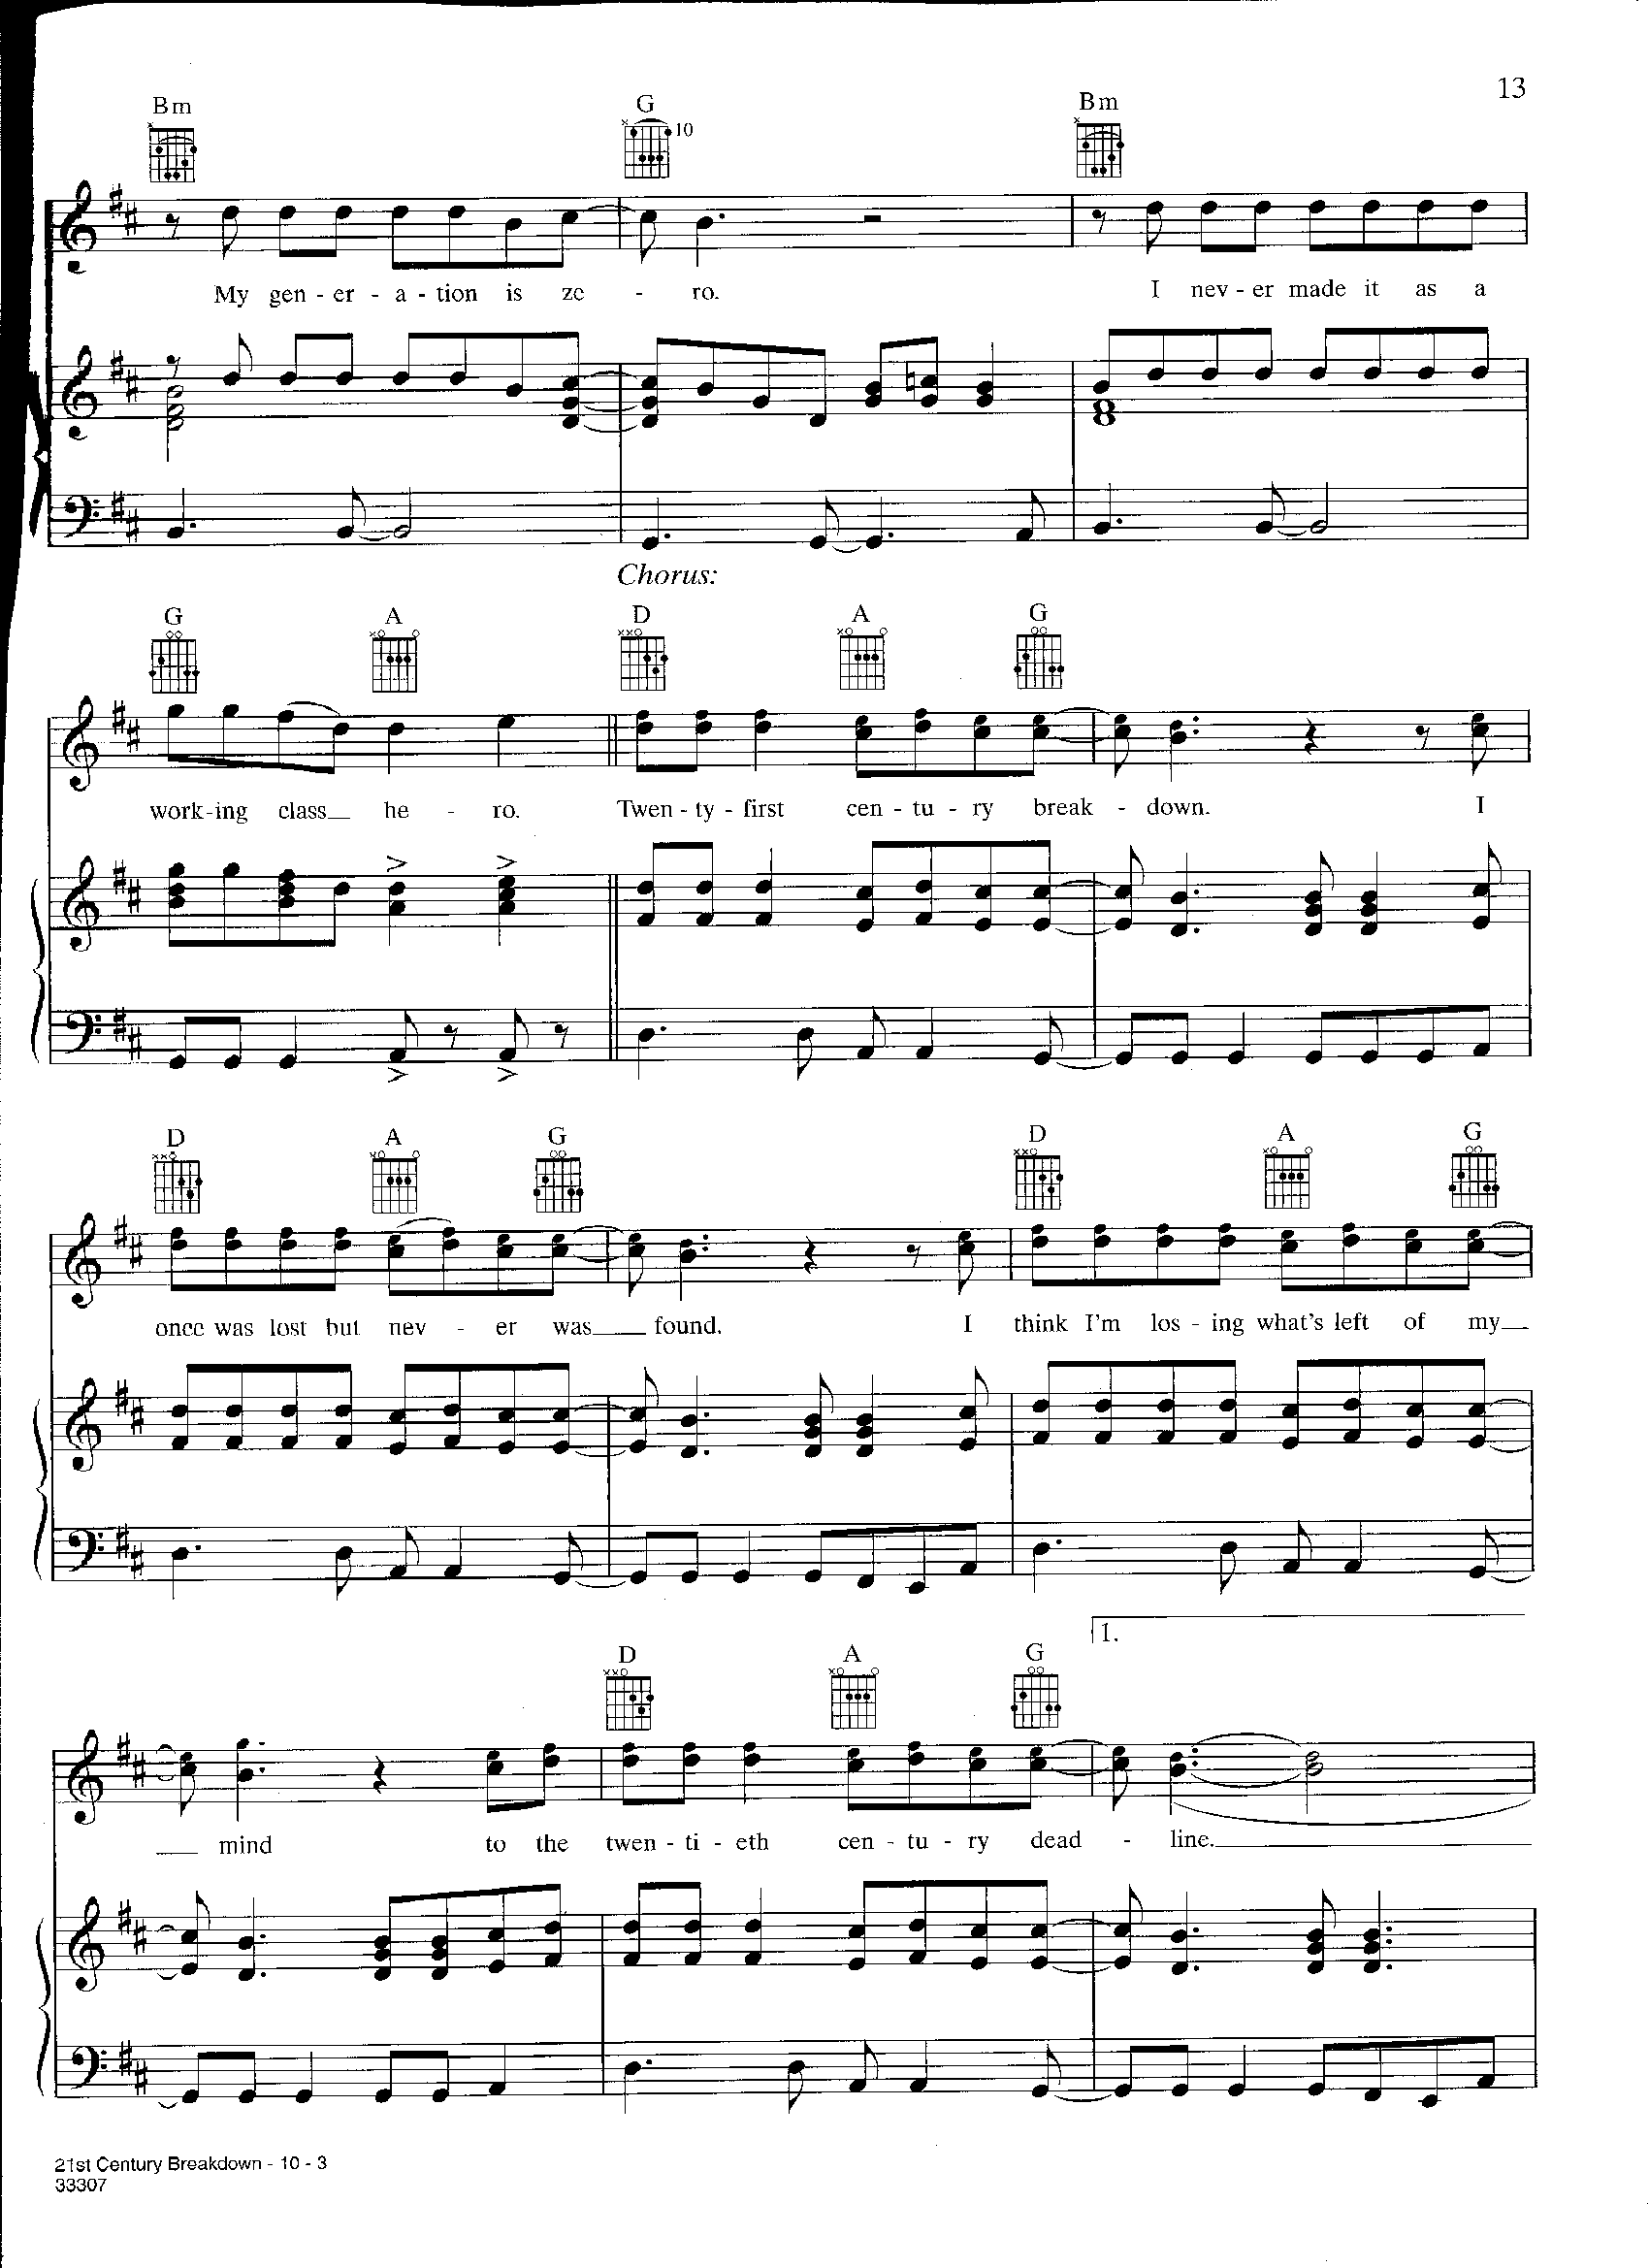 13
Bm G Bm
My gen - er - a - tion is ze - ro. I nev - er made it as a
10
Chorus:
G A D A G
work-ing class he - ro. Twen - ty - first cen - tu - ry break - down. I
D A G D A G
once was lost but nev - er was found. I think I'm los - ing what's left of my
1.
D A G
mind to the twen - ti - eth cen - tu - ry dead - line.
21st Century Breakdown - 10 - 3
33307